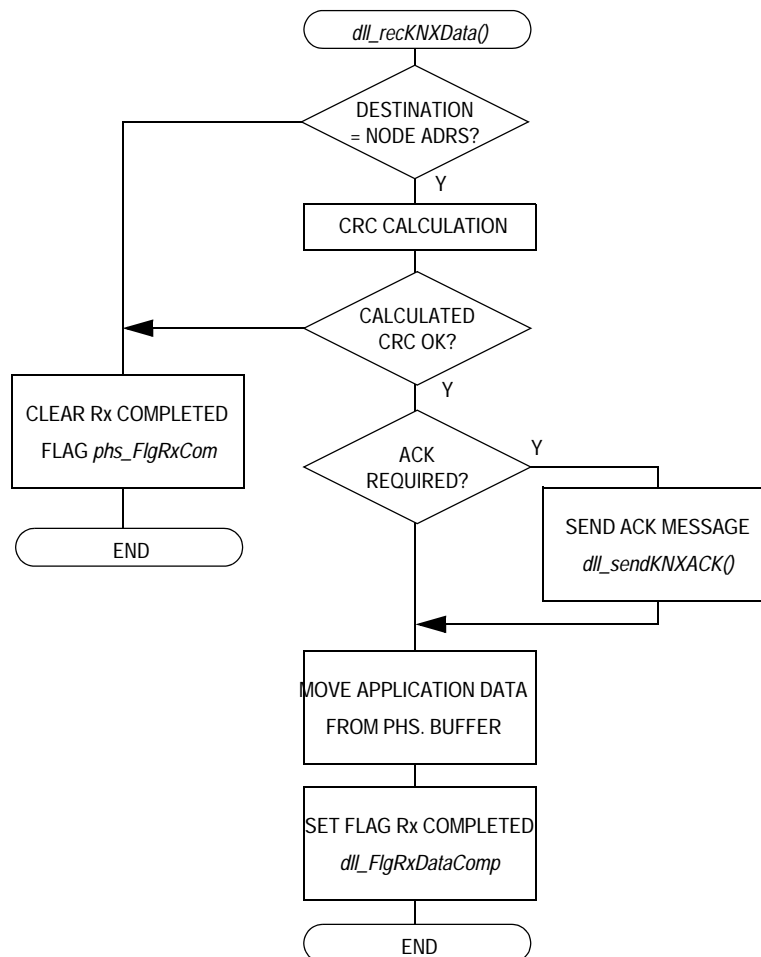 dll_recKNXData()
DESTINATION
= NODE ADRS?
Y
CRC CALCULATION
CALCULATED
CRC OK?
Y
CLEAR Rx COMPLETED
FLAG phs_FlgRxCom
END
ACK
REQUIRED?
Y
SEND ACK MESSAGE
dll_sendKNXACK()
MOVE APPLICATION DATA
FROM PHS. BUFFER
SET FLAG Rx COMPLETED
dll_FlgRxDataComp
END